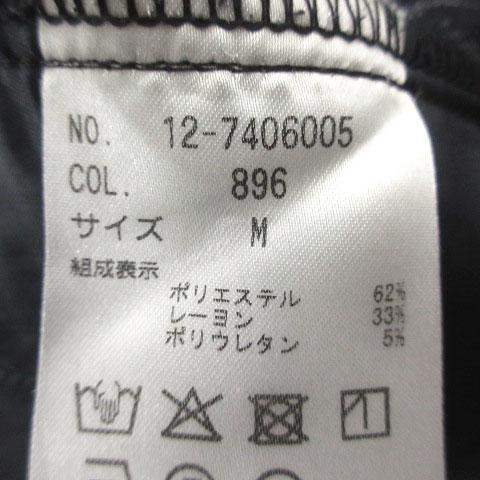 NO. 12-7406005
COL. 896
サイズ M
組成表示
ポリエステル 62%
レーヨン 33%
ポリウレタン 5%